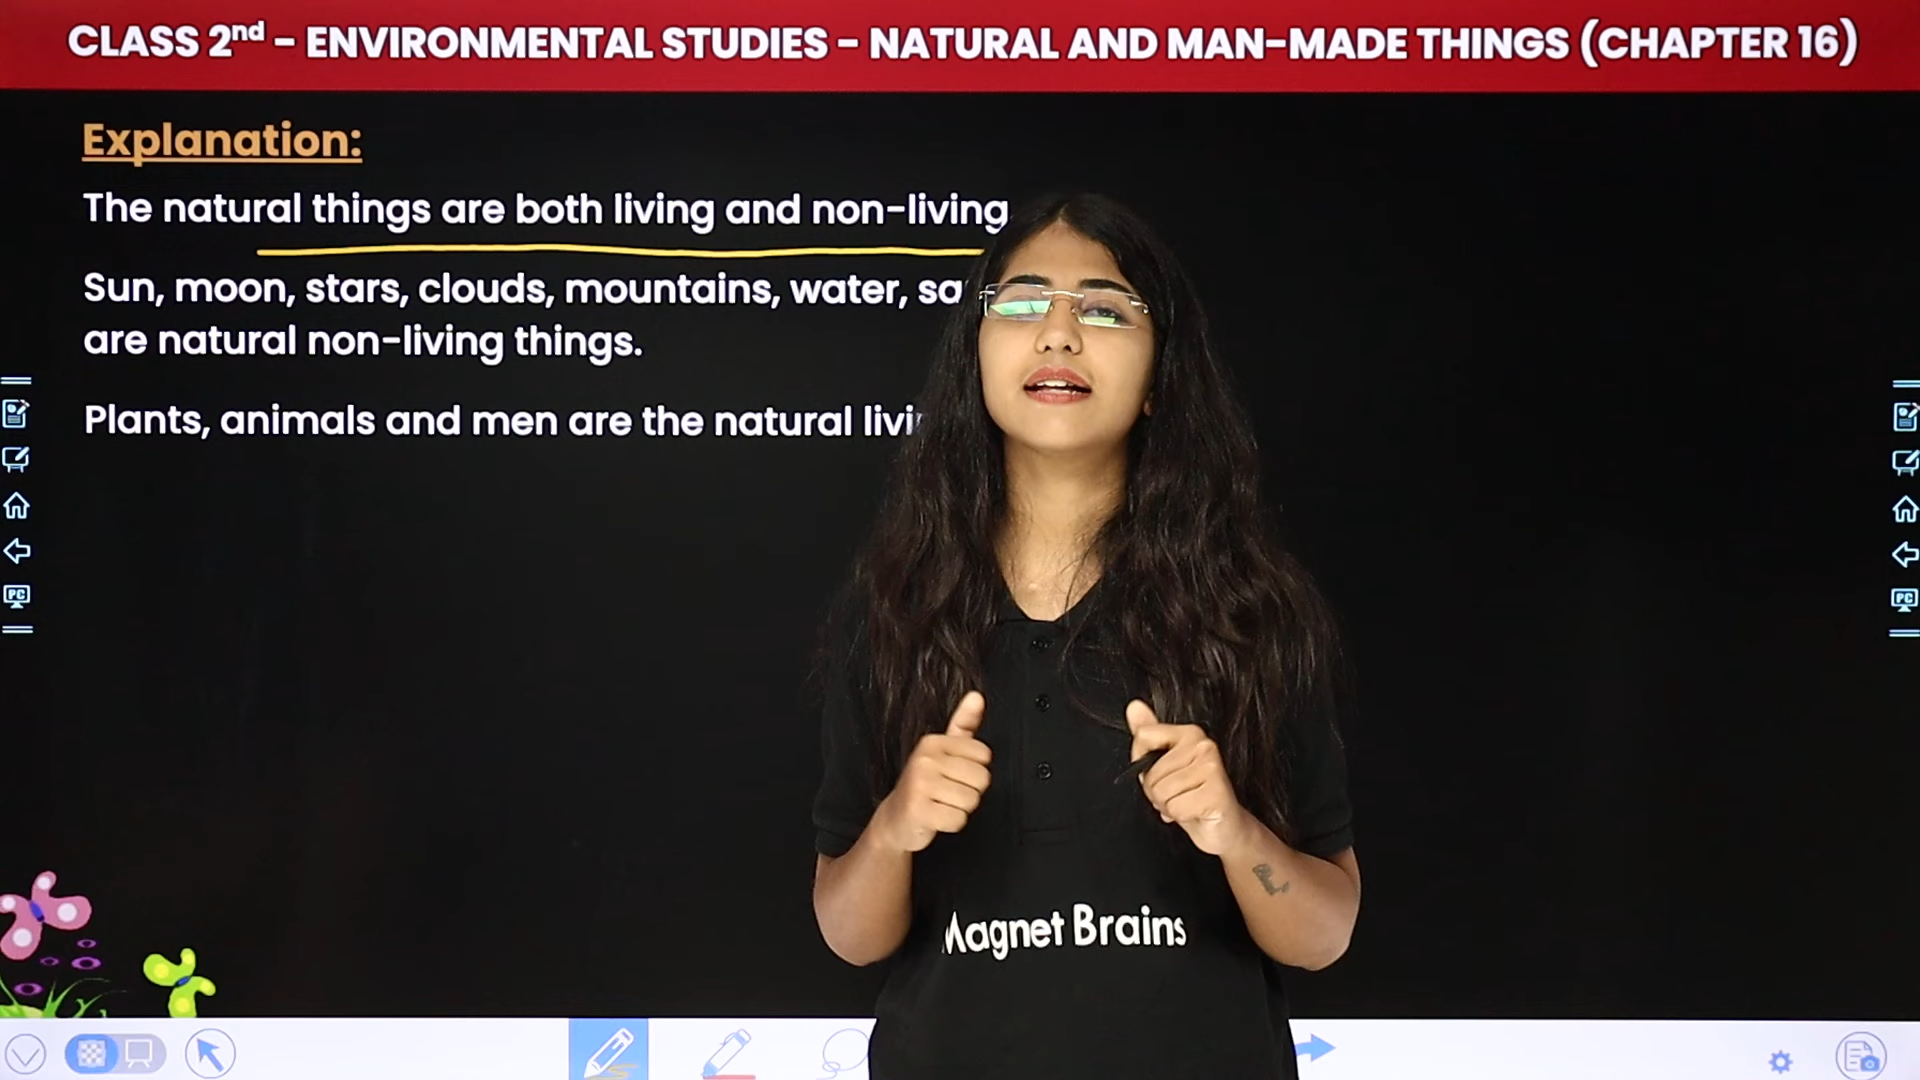 CLASS 2nd - ENVIRONMENTAL STUDIES - NATURAL AND MAN-MADE THINGS (CHAPTER 16)
Explanation:
The natural things are both living and non-living
Sun, moon, stars, clouds, mountains, water,
are natural non-living things.
Plants, animals and men are the natural
PC
PC
Magnet Brains